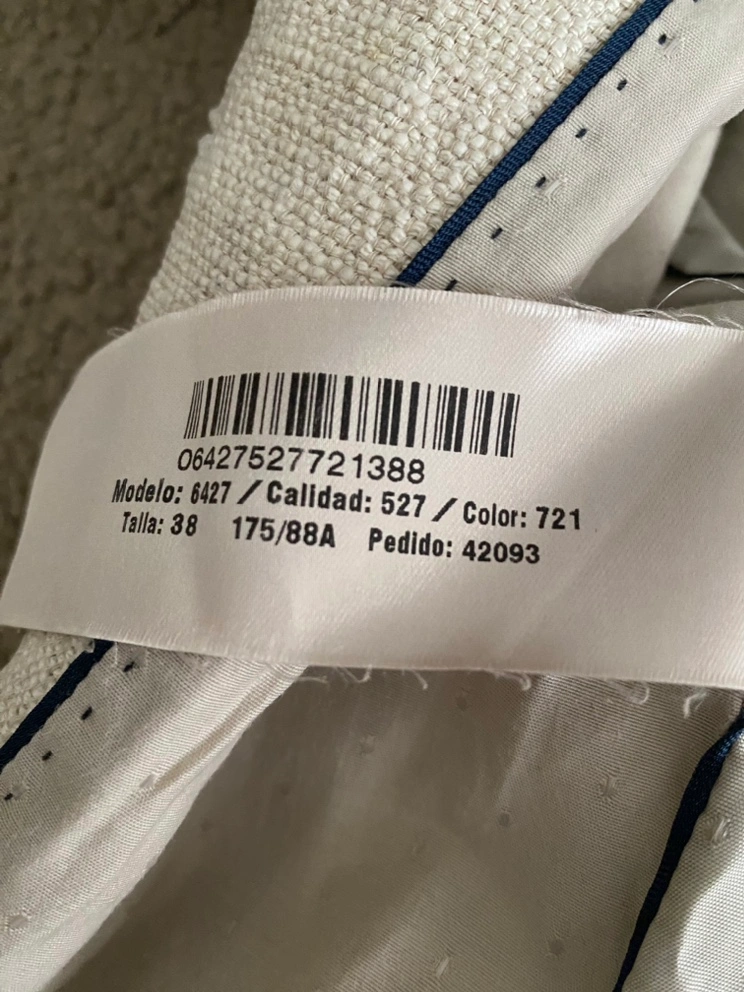 06427527721388
Modelo: 6427 / Calidad: 527 / Color: 721
Talla: 38 175/88A Pedido: 42093